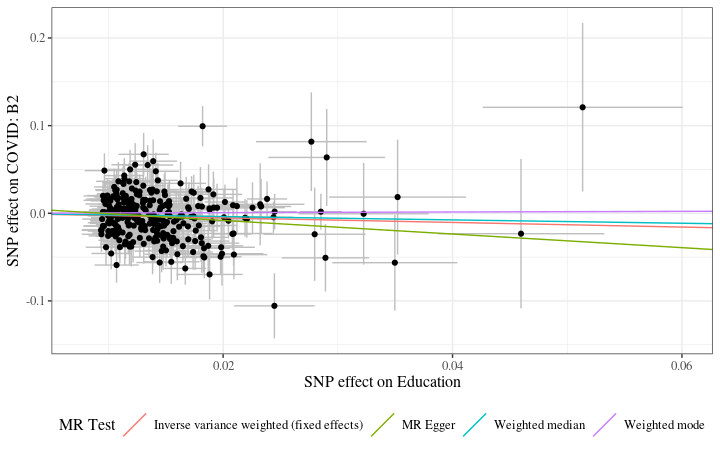 0.2
0.1
0.0
-0.1
SNP effect on COVID: B2
0.02
0.04
0.06
SNP effect on Education
MR Test
Inverse variance weighted (fixed effects)
MR Egger
Weighted median
Weighted mode